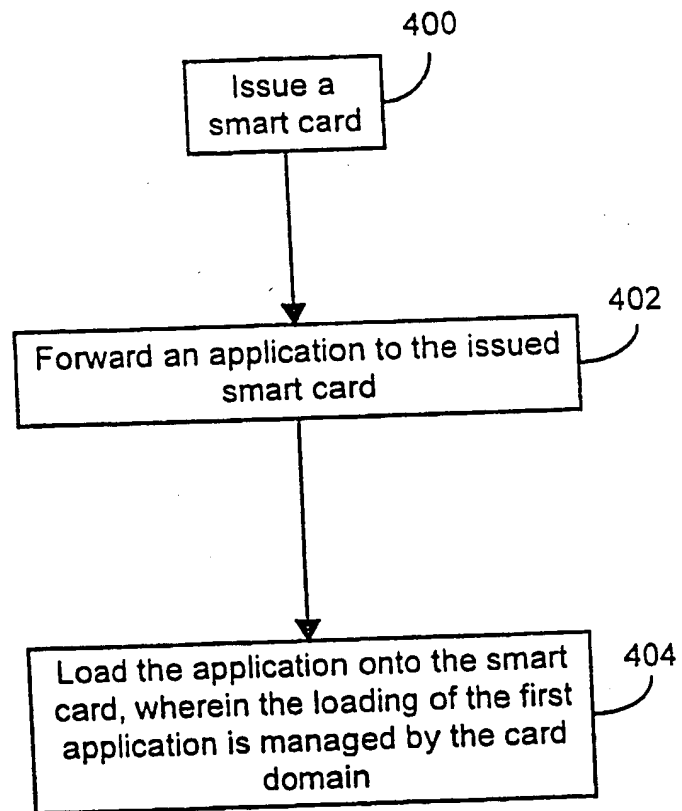 400
Issue a
smart card
402
Forward an application to the issued
smart card
404
Load the application onto the smart
card, wherein the loading of the first
application is managed by the card
domain